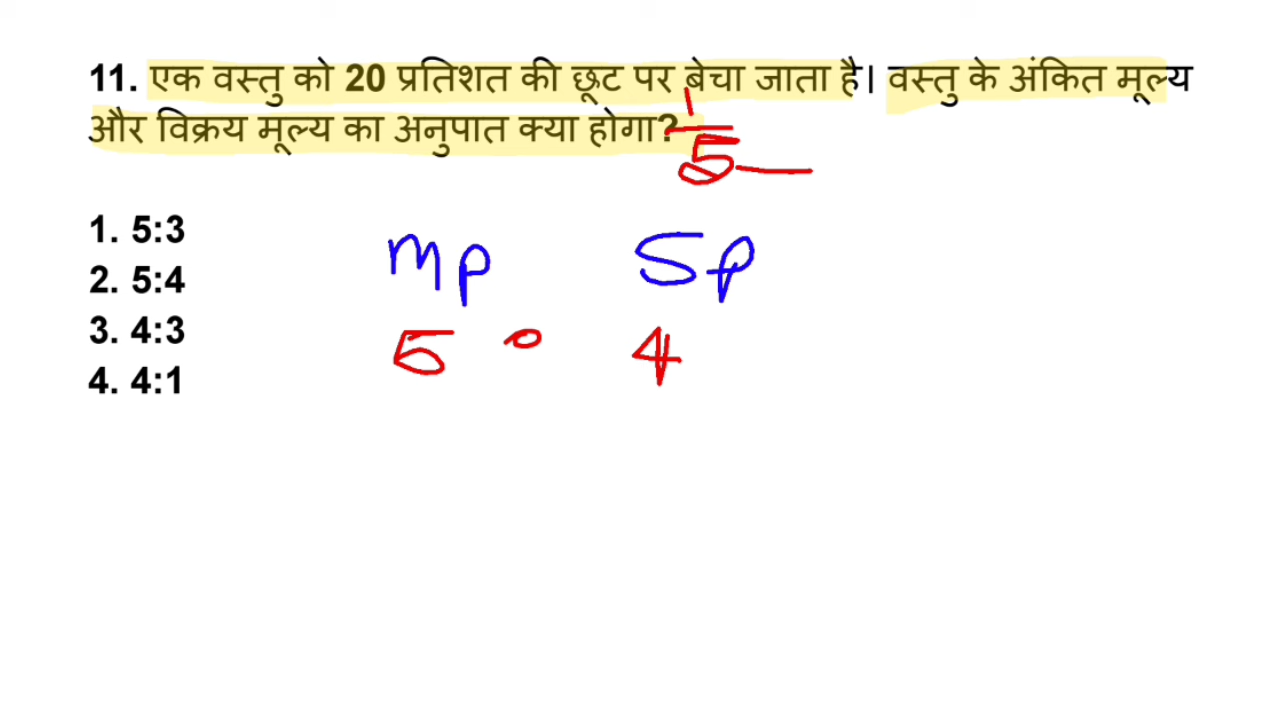 11. एक वस्तु को 20 प्रतिशत की छूट पर बेचा जाता है। वस्तु के अंकित मूल्य
और विक्रय मूल्य का अनुपात क्या होगा?
1
5
1. 5:3
2. 5:4
3. 4:3
4. 4:1
mp SP
5 : 4